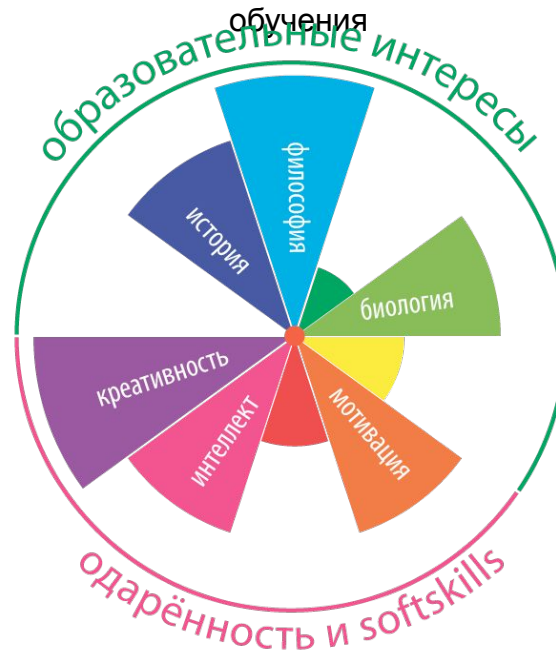 обучения
образовательные интересы
философия
история
биология
креативность
интеллект
мотивация
одарённость и softskills